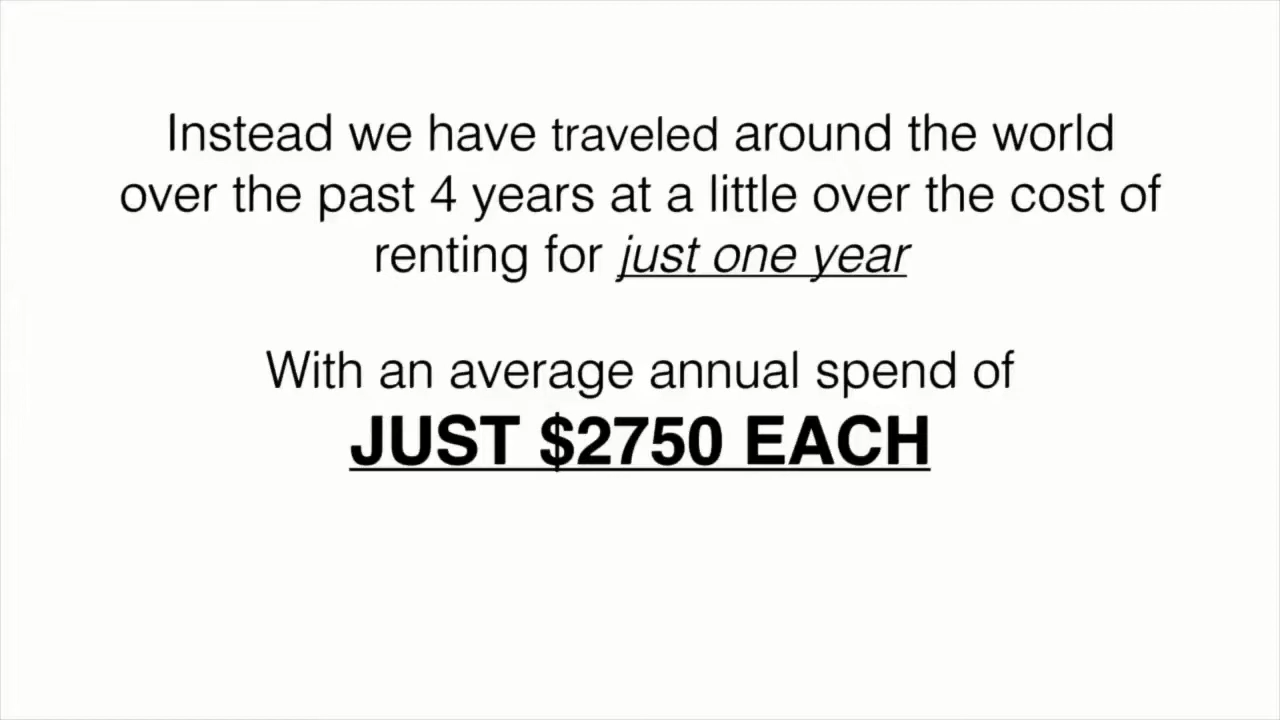 Instead we have traveled around the world
over the past 4 years at a little over the cost of
renting for just one year
With an average annual spend of
JUST $2750 EACH